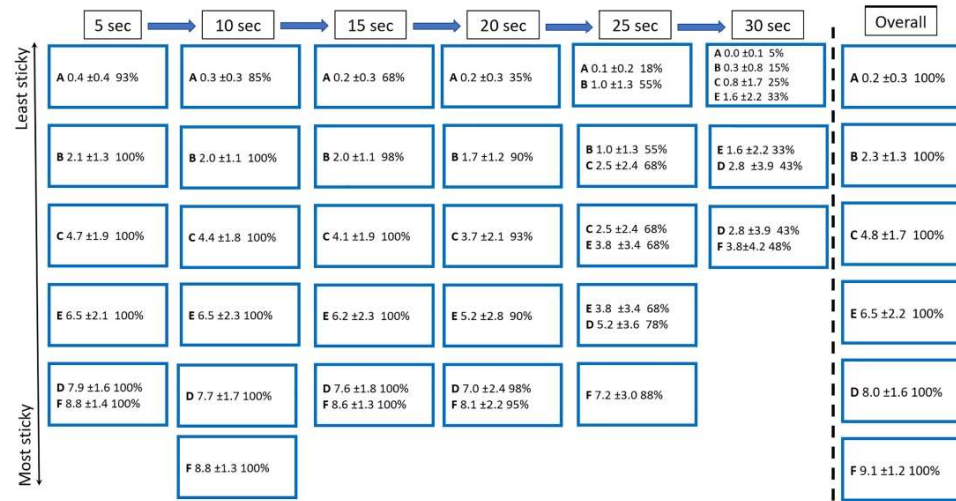 5 sec
10 sec
15 sec
20 sec
25 sec
30 sec
Overall
Least sticky
Most sticky
A 0.4 ±0.4 93%
A 0.3 ±0.3 85%
A 0.2 ±0.3 68%
A 0.2 ±0.3 35%
A 0.1 ±0.2 18%
B 1.0 ±1.3 55%
A 0.0 ±0.1 5%
B 0.3 ±0.8 15%
C 0.8 ±1.7 25%
E 1.6 ±2.2 33%
A 0.2 ±0.3 100%
B 2.1 ±1.3 100%
B 2.0 ±1.1 100%
B 2.0 ±1.1 98%
B 1.7 ±1.2 90%
B 1.0 ±1.3 55%
C 2.5 ±2.4 68%
E 1.6 ±2.2 33%
D 2.8 ±3.9 43%
B 2.3 ±1.3 100%
C 4.7 ±1.9 100%
C 4.4 ±1.8 100%
C 4.1 ±1.9 100%
C 3.7 ±2.1 93%
C 2.5 ±2.4 68%
E 3.8 ±3.4 68%
D 2.8 ±3.9 43%
F 3.8±4.2 48%
C 4.8 ±1.7 100%
E 6.5 ±2.1 100%
E 6.5 ±2.3 100%
E 6.2 ±2.3 100%
E 5.2 ±2.8 90%
E 3.8 ±3.4 68%
D 5.2 ±3.6 78%
E 6.5 ±2.2 100%
D 7.9 ±1.6 100%
F 8.8 ±1.4 100%
D 7.7 ±1.7 100%
D 7.6 ±1.8 100%
F 8.6 ±1.3 100%
D 7.0 ±2.4 98%
F 8.1 ±2.2 95%
F 7.2 ±3.0 88%
D 8.0 ±1.6 100%
F 8.8 ±1.3 100%
F 9.1 ±1.2 100%